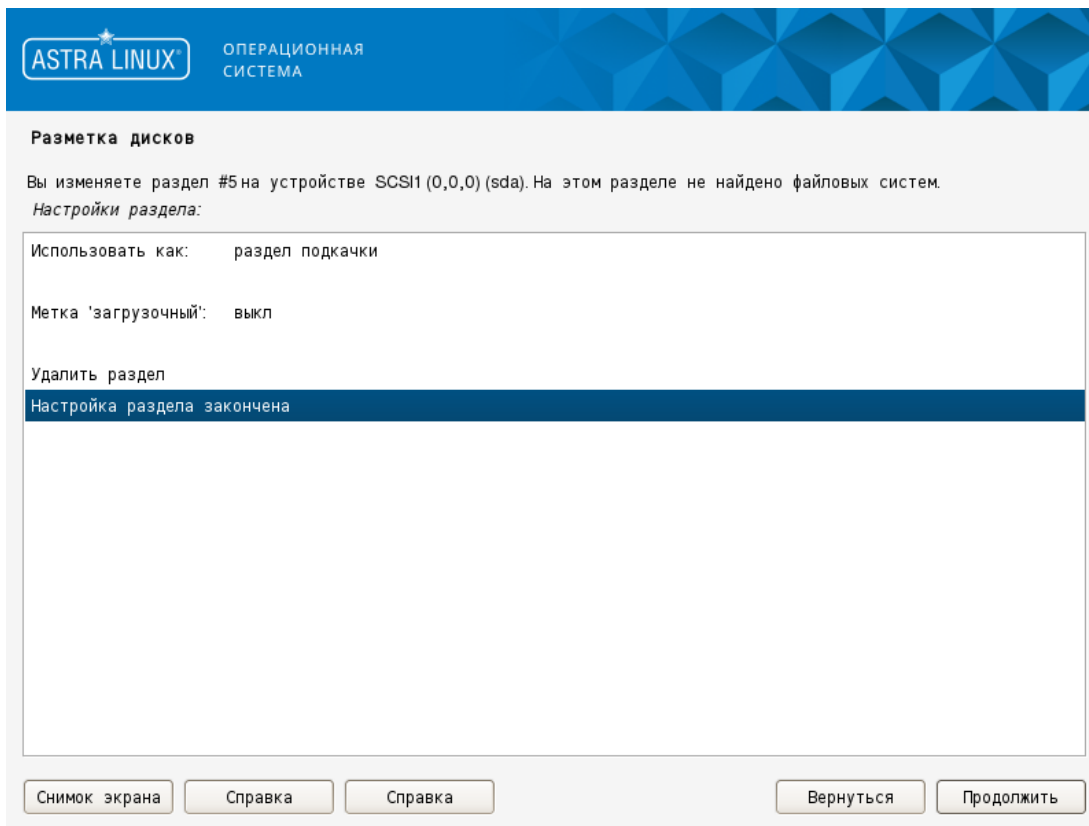 ASTRA LINUX®
ОПЕРАЦИОННАЯ
СИСТЕМА
Разметка дисков
Вы изменяете раздел #5 на устройстве SCSI1 (0,0,0) (sda). На этом разделе не найдено файловых систем.
Настройки раздела:
Использовать как: раздел подкачки
Метка 'загрузочный': выкл
Удалить раздел
Настройка раздела закончена
Снимок экрана Справка Справка Вернуться Продолжить